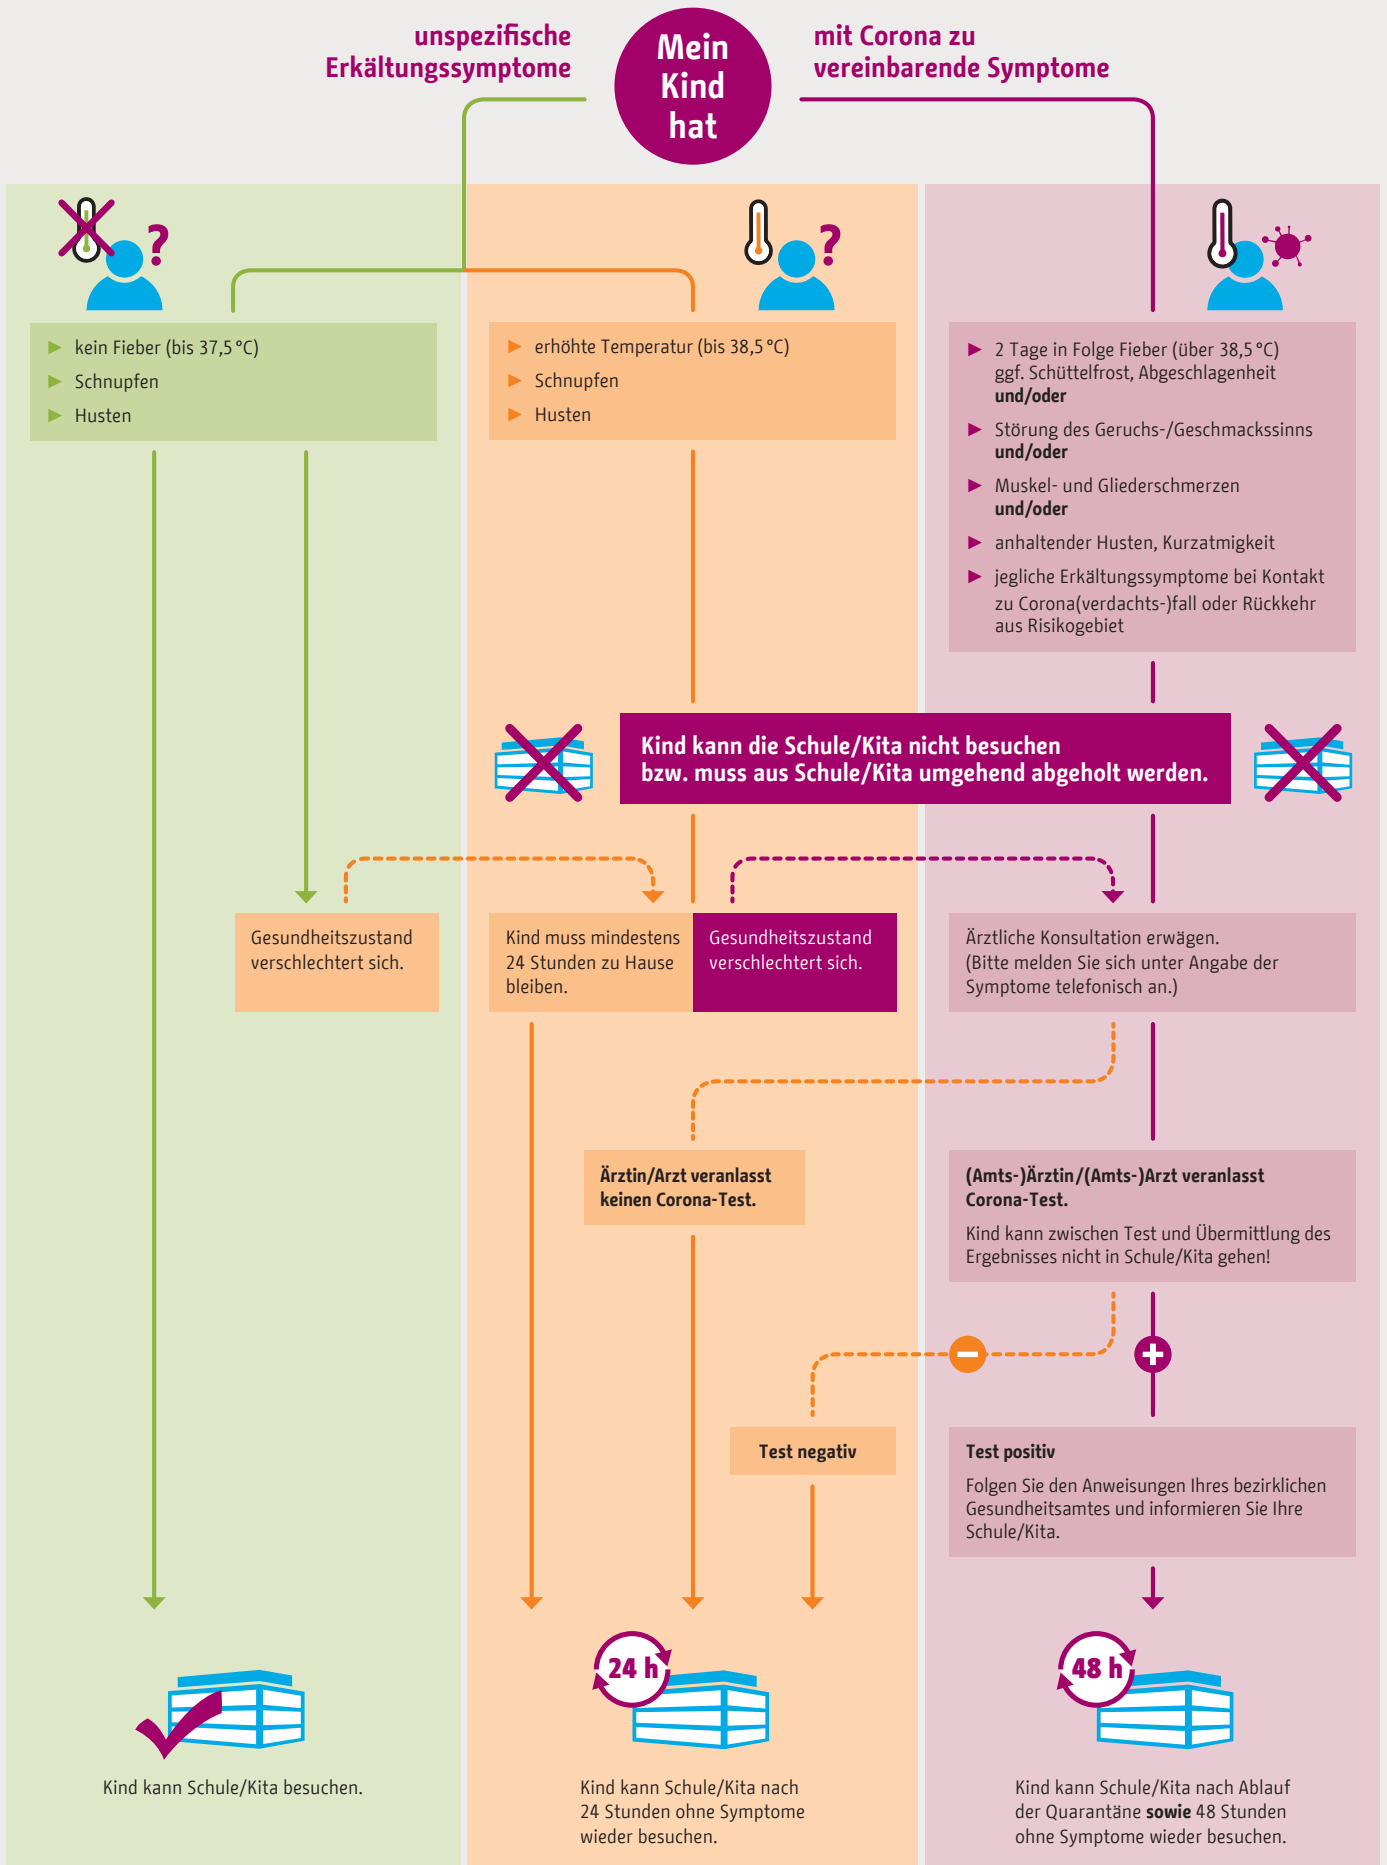 unspezifische
Erkältungssymptome
Mein
Kind
hat
mit Corona zu
vereinbarende Symptome
?
?
kein Fieber (bis 37,5 °C)
Schnupfen
Husten
erhöhte Temperatur (bis 38,5 °C)
Schnupfen
Husten
2 Tage in Folge Fieber (über 38,5 °C)
ggf. Schüttelfrost, Abgeschlagenheit
und/oder
Störung des Geruchs-/Geschmackssinns
und/oder
Muskel- und Gliederschmerzen
und/oder
anhaltender Husten, Kurzatmigkeit
jegliche Erkältungssymptome bei Kontakt
zu Corona(verdachts-)fall oder Rückkehr
aus Risikogebiet
Kind kann die Schule/Kita nicht besuchen
bzw. muss aus Schule/Kita umgehend abgeholt werden.
Gesundheitszustand
verschlechtert sich.
Kind muss mindestens
24 Stunden zu Hause
bleiben.
Gesundheitszustand
verschlechtert sich.
Ärztliche Konsultation erwägen.
(Bitte melden Sie sich unter Angabe der
Symptome telefonisch an.)
Ärztin/Arzt veranlasst
keinen Corona-Test.
(Amts-)Ärztin/(Amts-)Arzt veranlasst
Corona-Test.
Kind kann zwischen Test und Übermittlung des
Ergebnisses nicht in Schule/Kita gehen!
Test negativ
Test positiv
Folgen Sie den Anweisungen Ihres bezirklichen
Gesundheitsamtes und informieren Sie Ihre
Schule/Kita.
24 h
48 h
Kind kann Schule/Kita besuchen.
Kind kann Schule/Kita nach
24 Stunden ohne Symptome
wieder besuchen.
Kind kann Schule/Kita nach Ablauf
der Quarantäne sowie 48 Stunden
ohne Symptome wieder besuchen.